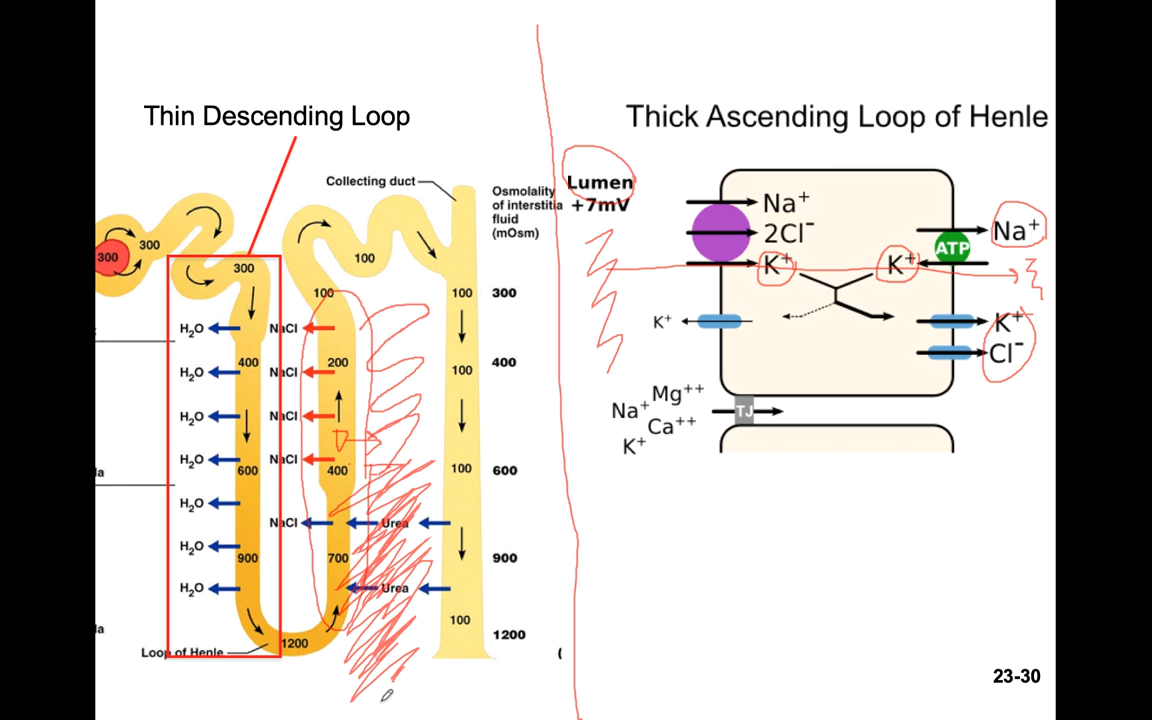 Thin Descending Loop
Thick Ascending Loop of Henle
Collecting duct
Osmolality
of interstitia
fluid
(mOsm)
300
300
300
100
100
100
300
H₂O
H₂O
H₂O
H₂O
H₂O
H₂O
H₂O
NaCl
NaCl
NaCl
NaCl
NaCl
400
600
900
1200
200
400
700
Urea
Urea
100
100
100
400
600
900
1200
la
la
Loop of Henle
(
Lumen
+7mV
Na⁺
2Cl⁻
K⁺
K⁺
ATP
Na⁺
K⁺
K⁺
Cl⁻
Mg⁺⁺
Na⁺
Ca⁺⁺
K⁺
TJ
23-30